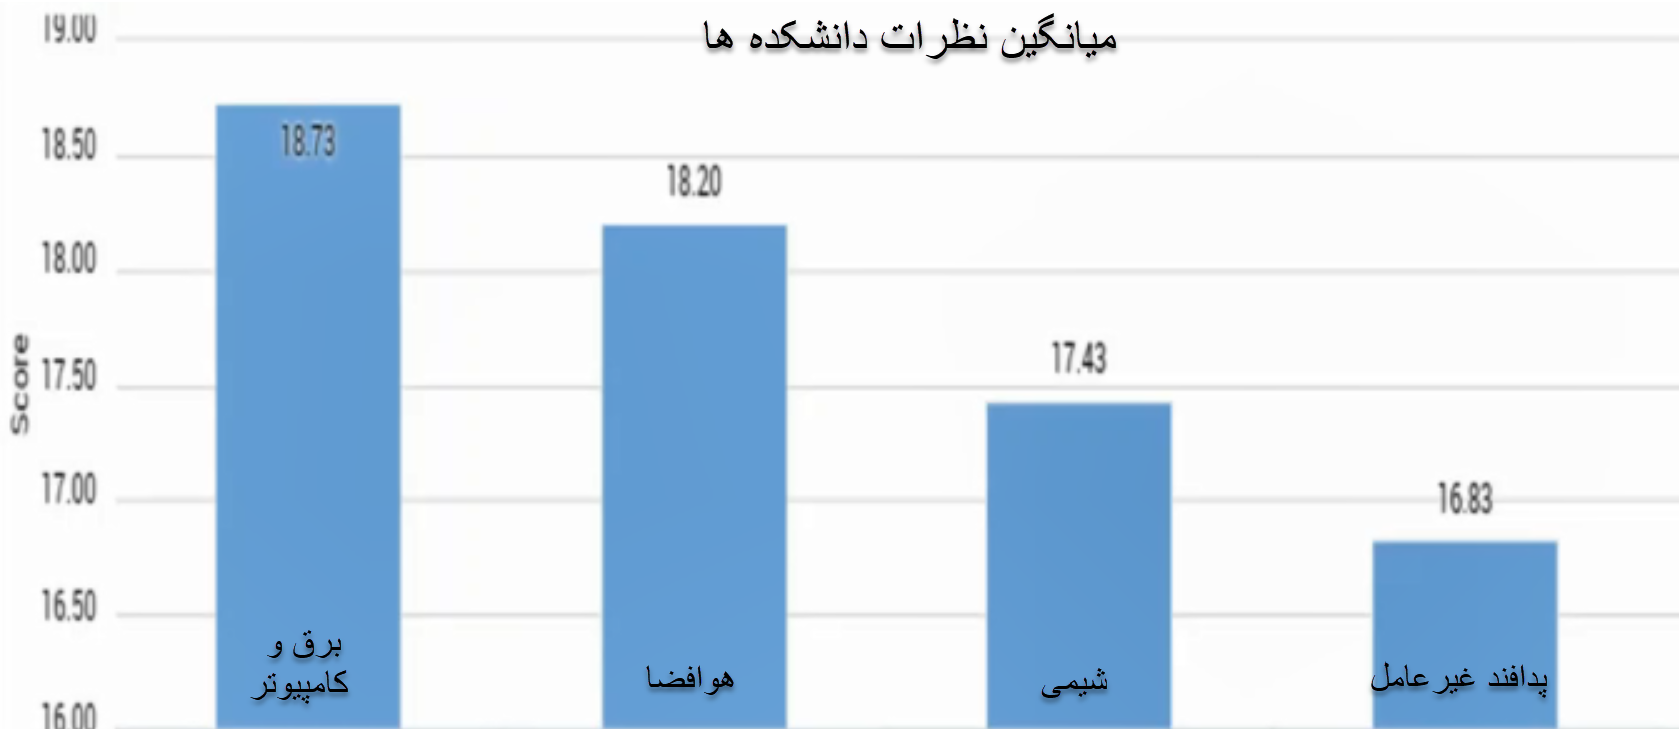 میانگین نظرات دانشکده ها
19.00
18.50
18.00
17.50
17.00
16.50
16.00
Score
18.73
18.20
17.43
16.83
برق و
کامپیوتر
هوافضا
شیمی
پدافند غیرعامل